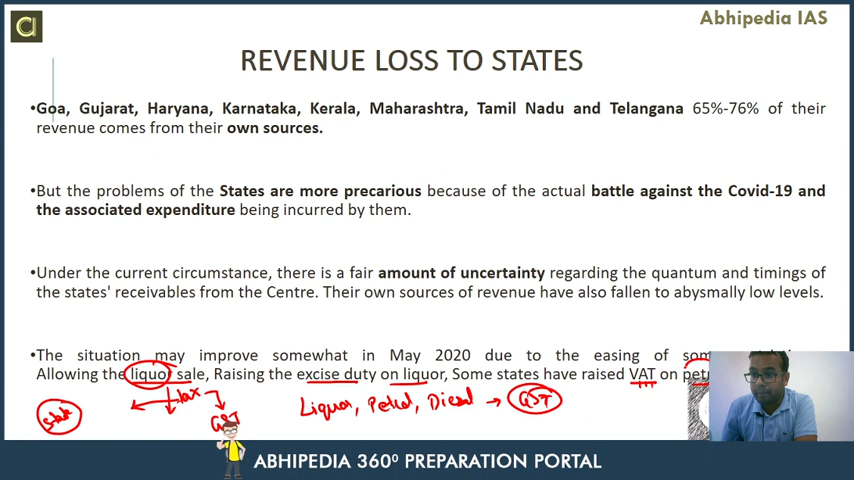 Abhipedia IAS
REVENUE LOSS TO STATES
•Goa, Gujarat, Haryana, Karnataka, Kerala, Maharashtra, Tamil Nadu and Telangana 65%-76% of their
revenue comes from their own sources.
•But the problems of the States are more precarious because of the actual battle against the Covid-19 and
the associated expenditure being incurred by them.
•Under the current circumstance, there is a fair amount of uncertainty regarding the quantum and timings of
the states' receivables from the Centre. Their own sources of revenue have also fallen to abysmally low levels.
•The situation may improve somewhat in May 2020 due to the easing of
Allowing the liquor sale, Raising the excise duty on liquor, Some states have raised VAT on
State
tax
GST
Liquor, Petrol, Diesel → GST
ABHIPEDIA 360⁰ PREPARATION PORTAL